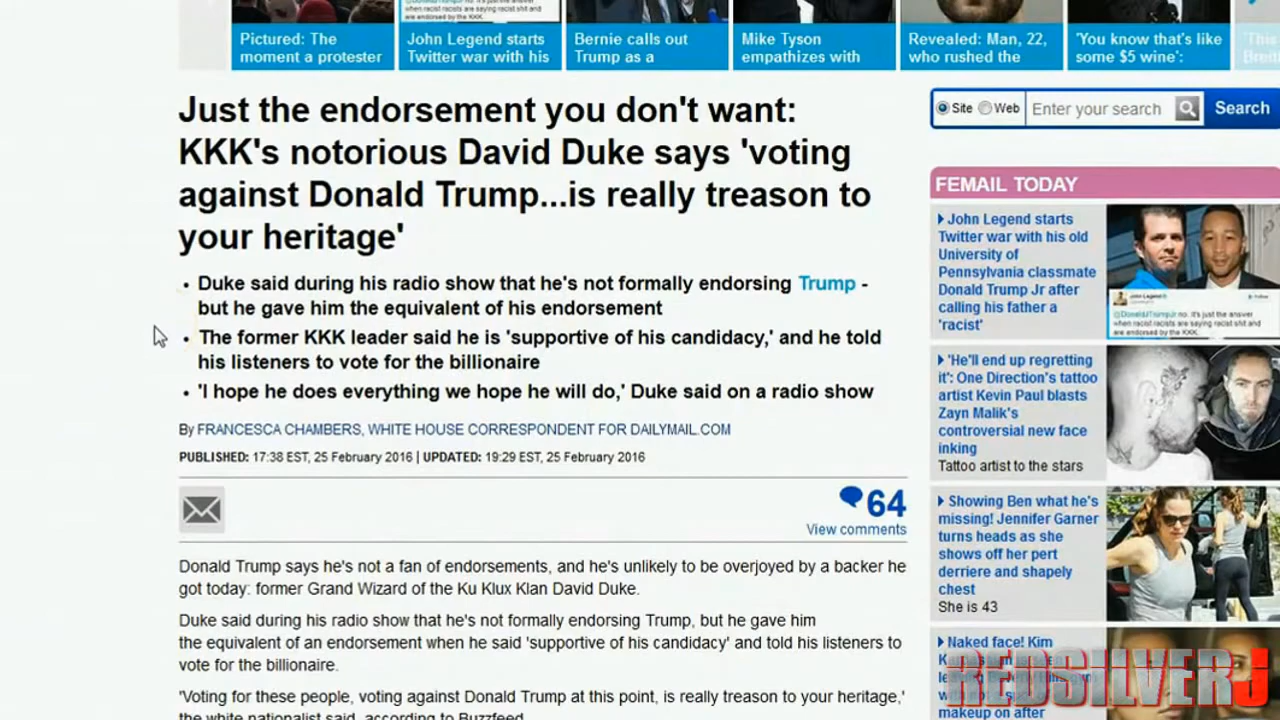 Pictured: The
moment a protester
John Legend starts
Twitter war with his
Bernie calls out
Trump as a
Mike Tyson
empathizes with
Revealed: Man, 22,
who rushed the
'You know that's like
some $5 wine':
Just the endorsement you don't want:
KKK's notorious David Duke says 'voting
against Donald Trump...is really treason to
your heritage'
• Duke said during his radio show that he's not formally endorsing Trump -
but he gave him the equivalent of his endorsement
• The former KKK leader said he is 'supportive of his candidacy,' and he told
his listeners to vote for the billionaire
• 'I hope he does everything we hope he will do,' Duke said on a radio show
By FRANCESCA CHAMBERS, WHITE HOUSE CORRESPONDENT FOR DAILYMAIL.COM
PUBLISHED: 17:38 EST, 25 February 2016 | UPDATED: 19:29 EST, 25 February 2016
64
View comments
Donald Trump says he's not a fan of endorsements, and he's unlikely to be overjoyed by a backer he
got today: former Grand Wizard of the Ku Klux Klan David Duke.
Duke said during his radio show that he's not formally endorsing Trump, but he gave him
the equivalent of an endorsement when he said 'supportive of his candidacy' and told his listeners to
vote for the billionaire.
'Voting for these people, voting against Donald Trump at this point, is really treason to your heritage,'
the white nationalist said, according to Buzzfeed.
Site Web Enter your search Search
FEMAIL TODAY
John Legend starts
Twitter war with his old
University of
Pennsylvania classmate
Donald Trump Jr after
calling his father a
'racist'
'He'll end up regretting
it': One Direction's tattoo
artist Kevin Paul blasts
Zayn Malik's
controversial new face
inking
Tattoo artist to the stars
Showing Ben what he's
missing! Jennifer Garner
turns heads as she
shows off her pert
derriere and shapely
chest
She is 43
Naked face! Kim
makeup on after
REDSILVERJ